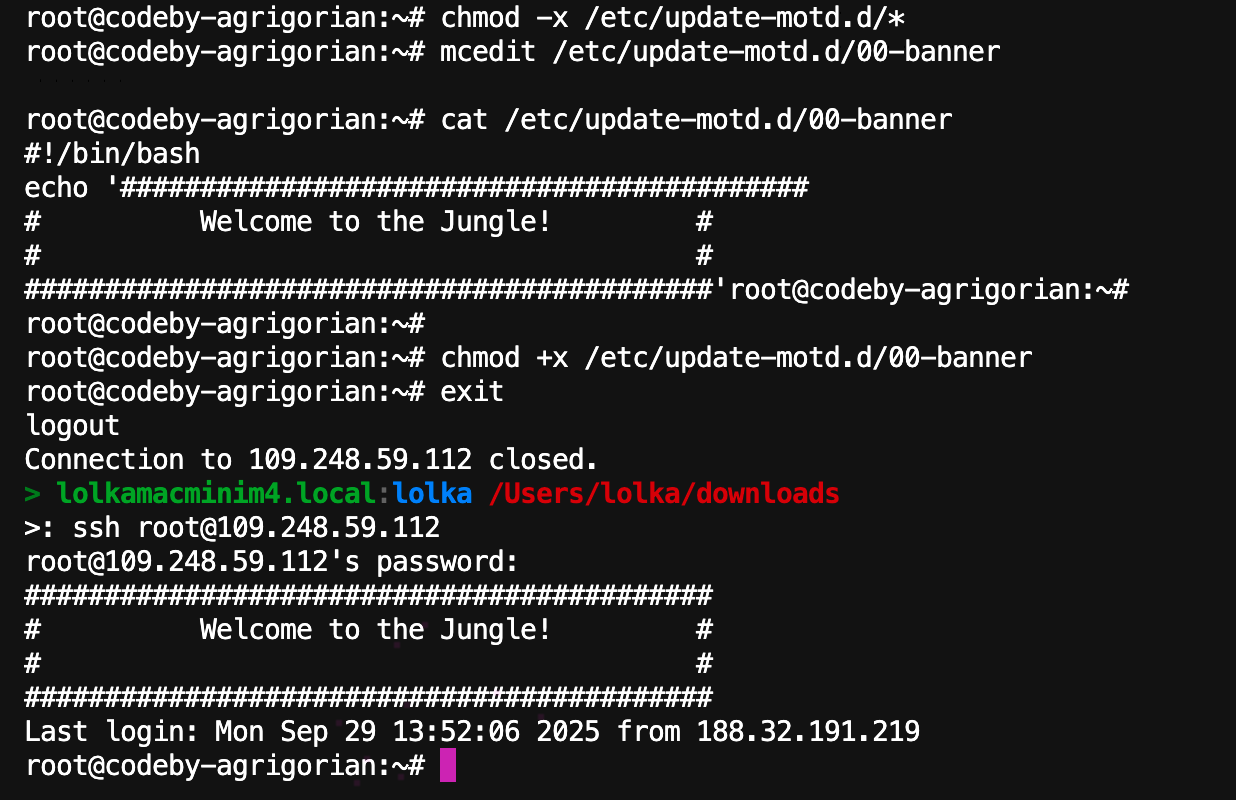 root@codeby-agrigorian:~# chmod -x /etc/update-motd.d/*
root@codeby-agrigorian:~# mcedit /etc/update-motd.d/00-banner
root@codeby-agrigorian:~# cat /etc/update-motd.d/00-banner
#!/bin/bash
echo '###########################################
#          Welcome to the Jungle!         #
#                                         #
###########################################'root@codeby-agrigorian:~#
root@codeby-agrigorian:~#
root@codeby-agrigorian:~# chmod +x /etc/update-motd.d/00-banner
root@codeby-agrigorian:~# exit
logout
Connection to 109.248.59.112 closed.
> lolkamacminim4.local:lolka /Users/lolka/downloads
>: ssh root@109.248.59.112
root@109.248.59.112's password:
###########################################
#          Welcome to the Jungle!         #
#                                         #
###########################################
Last login: Mon Sep 29 13:52:06 2025 from 188.32.191.219
root@codeby-agrigorian:~#